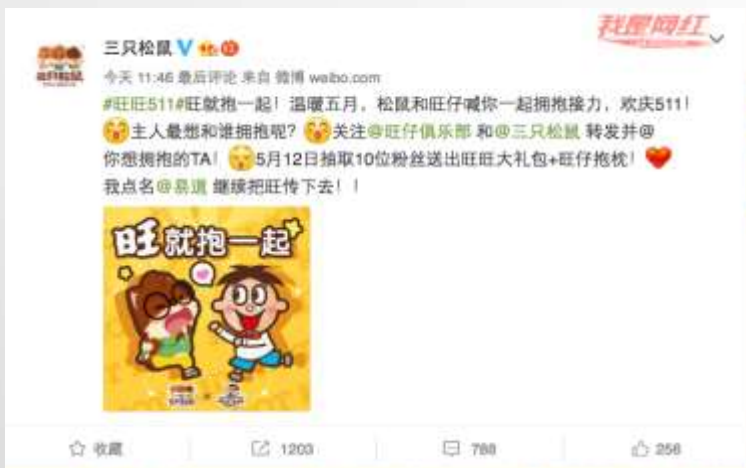 我是网红
三只松鼠
今天 11:46 最后评论 来自 微博 weibo.com
#旺旺511#旺就抱一起！温暖五月，松鼠和旺仔喊你一起拥抱接力，欢庆511！
主人最想和谁拥抱呢？关注@旺仔俱乐部 和@三只松鼠 转发并@
你想拥抱的TA！5月12日抽取10位粉丝送出旺旺大礼包+旺仔抱枕！
我点名@易道 继续把旺传下去！！
旺就抱一起
收藏
1203
788
256